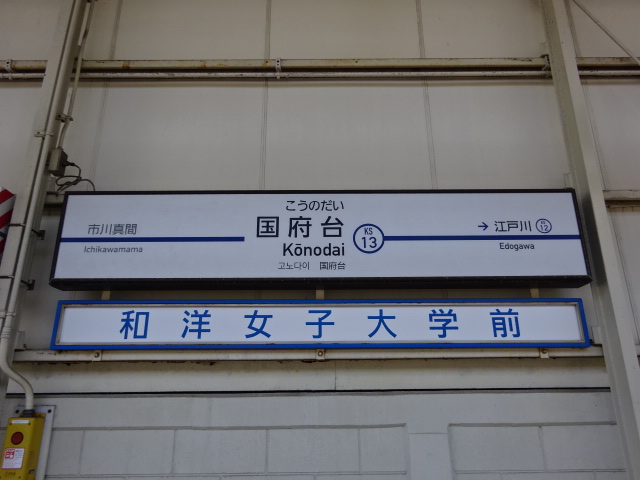 こうのだい
国府台
Kōnodai
고노다이 国府台
KS
13
市川真間
Ichikawamama
→ 江戸川 KS 12
Edogawa
和洋女子大学前